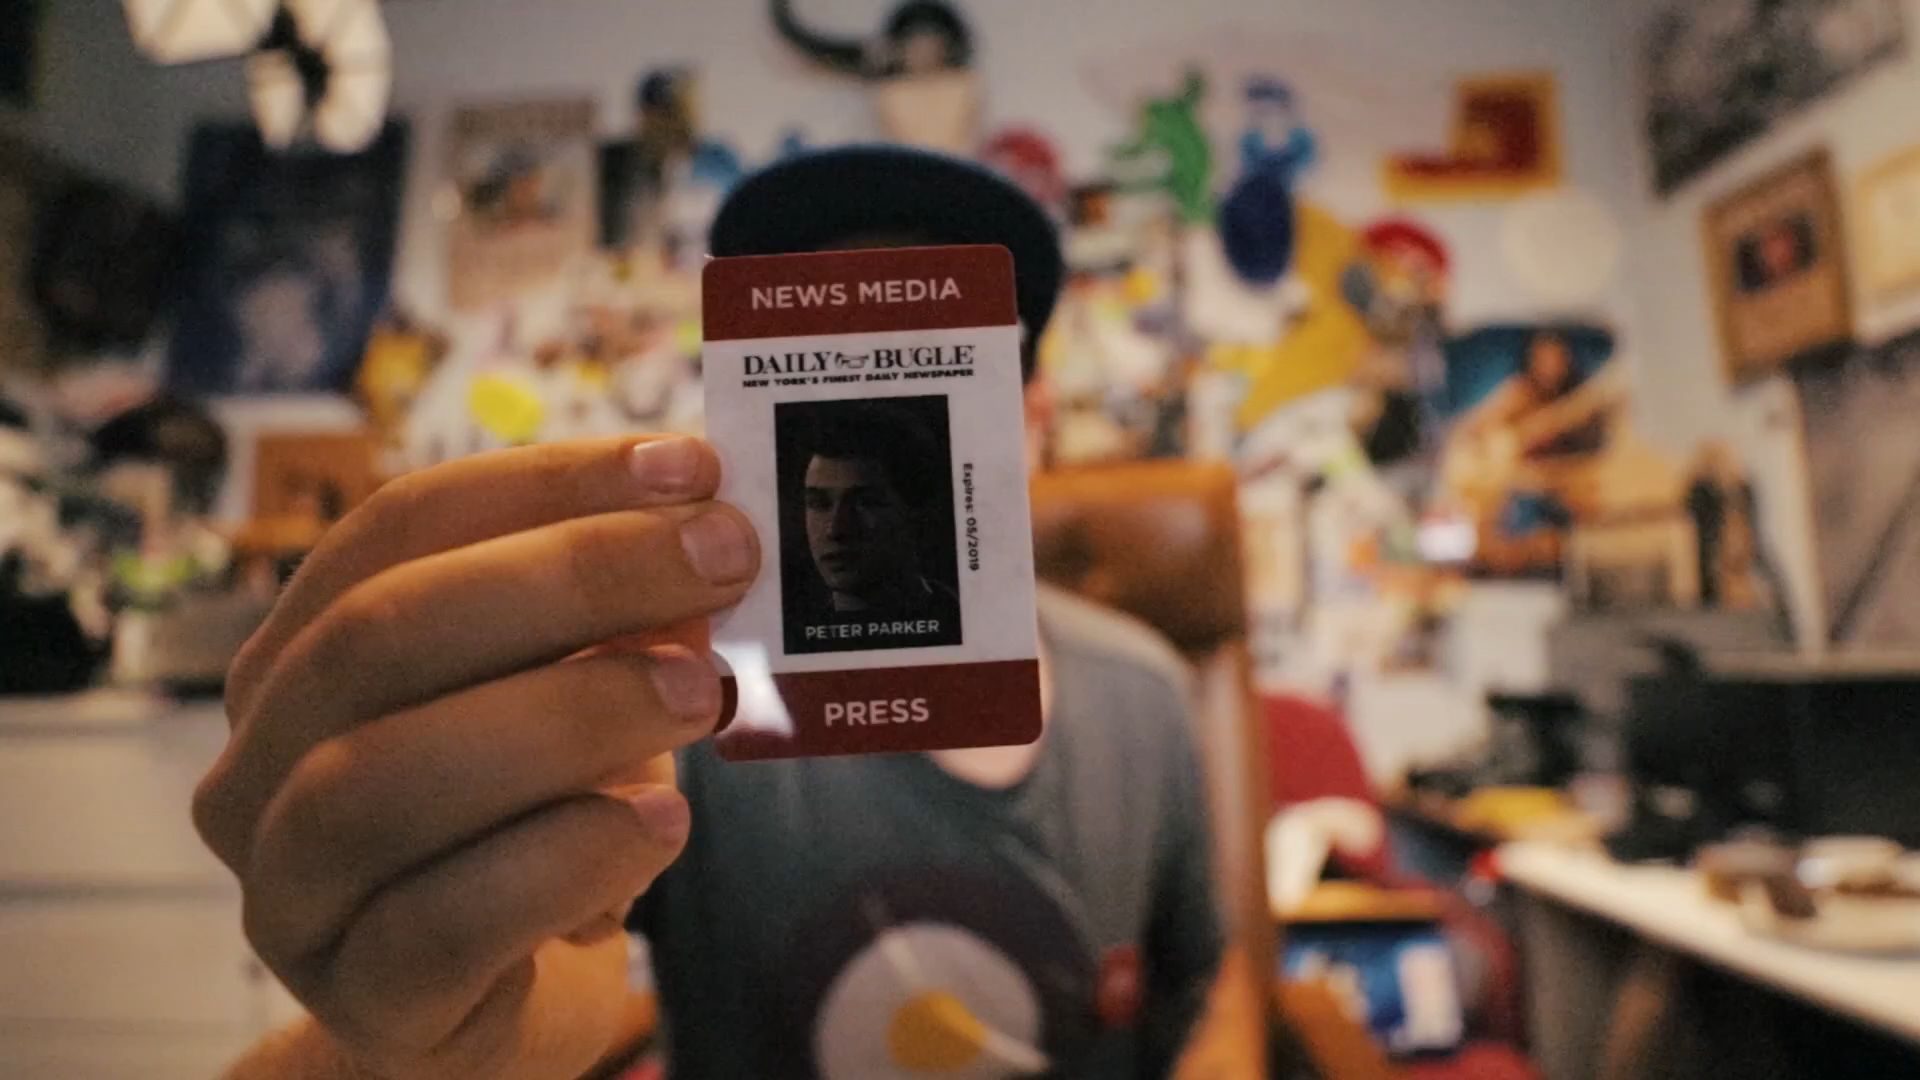 NEWS MEDIA
DAILY BUGLE
NEW YORK'S FINEST DAILY NEWSPAPER
Expires: 05/2019
PETER PARKER
PRESS